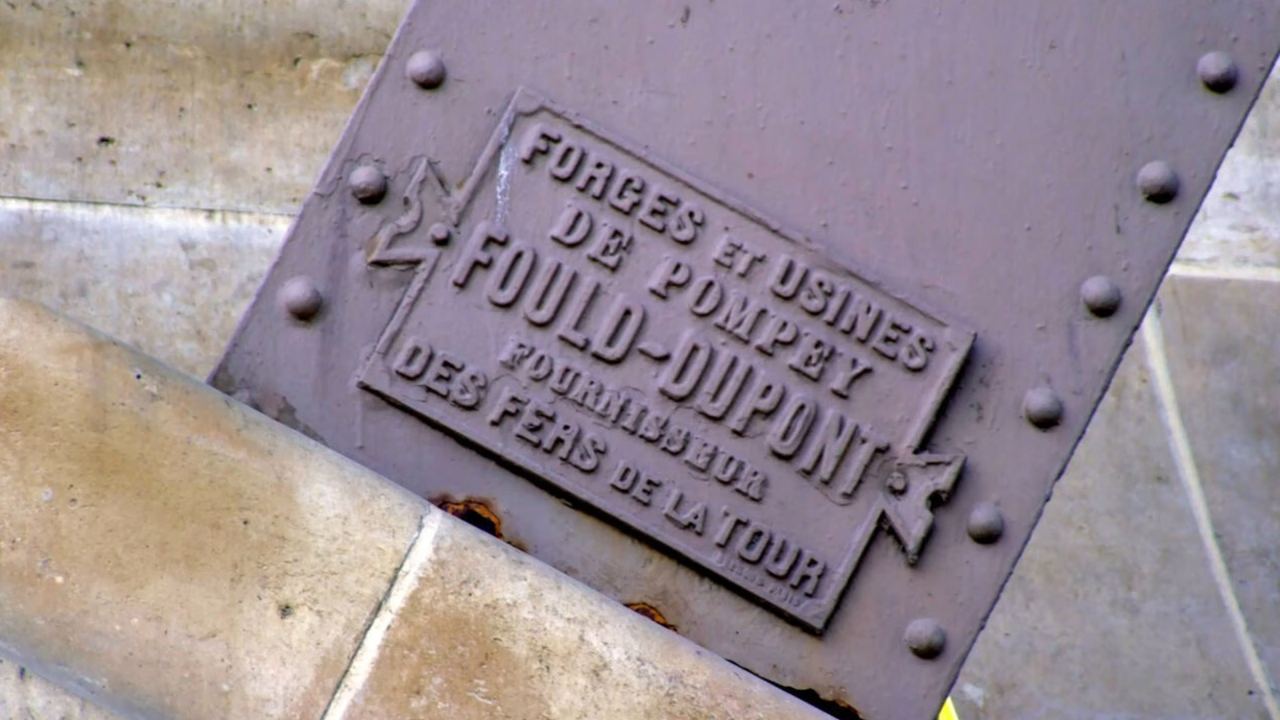 FORGES ET USINES
DE POMPEY
FOULD-DUPONT
FOURNISSEUR
DES FERS DE LA TOUR